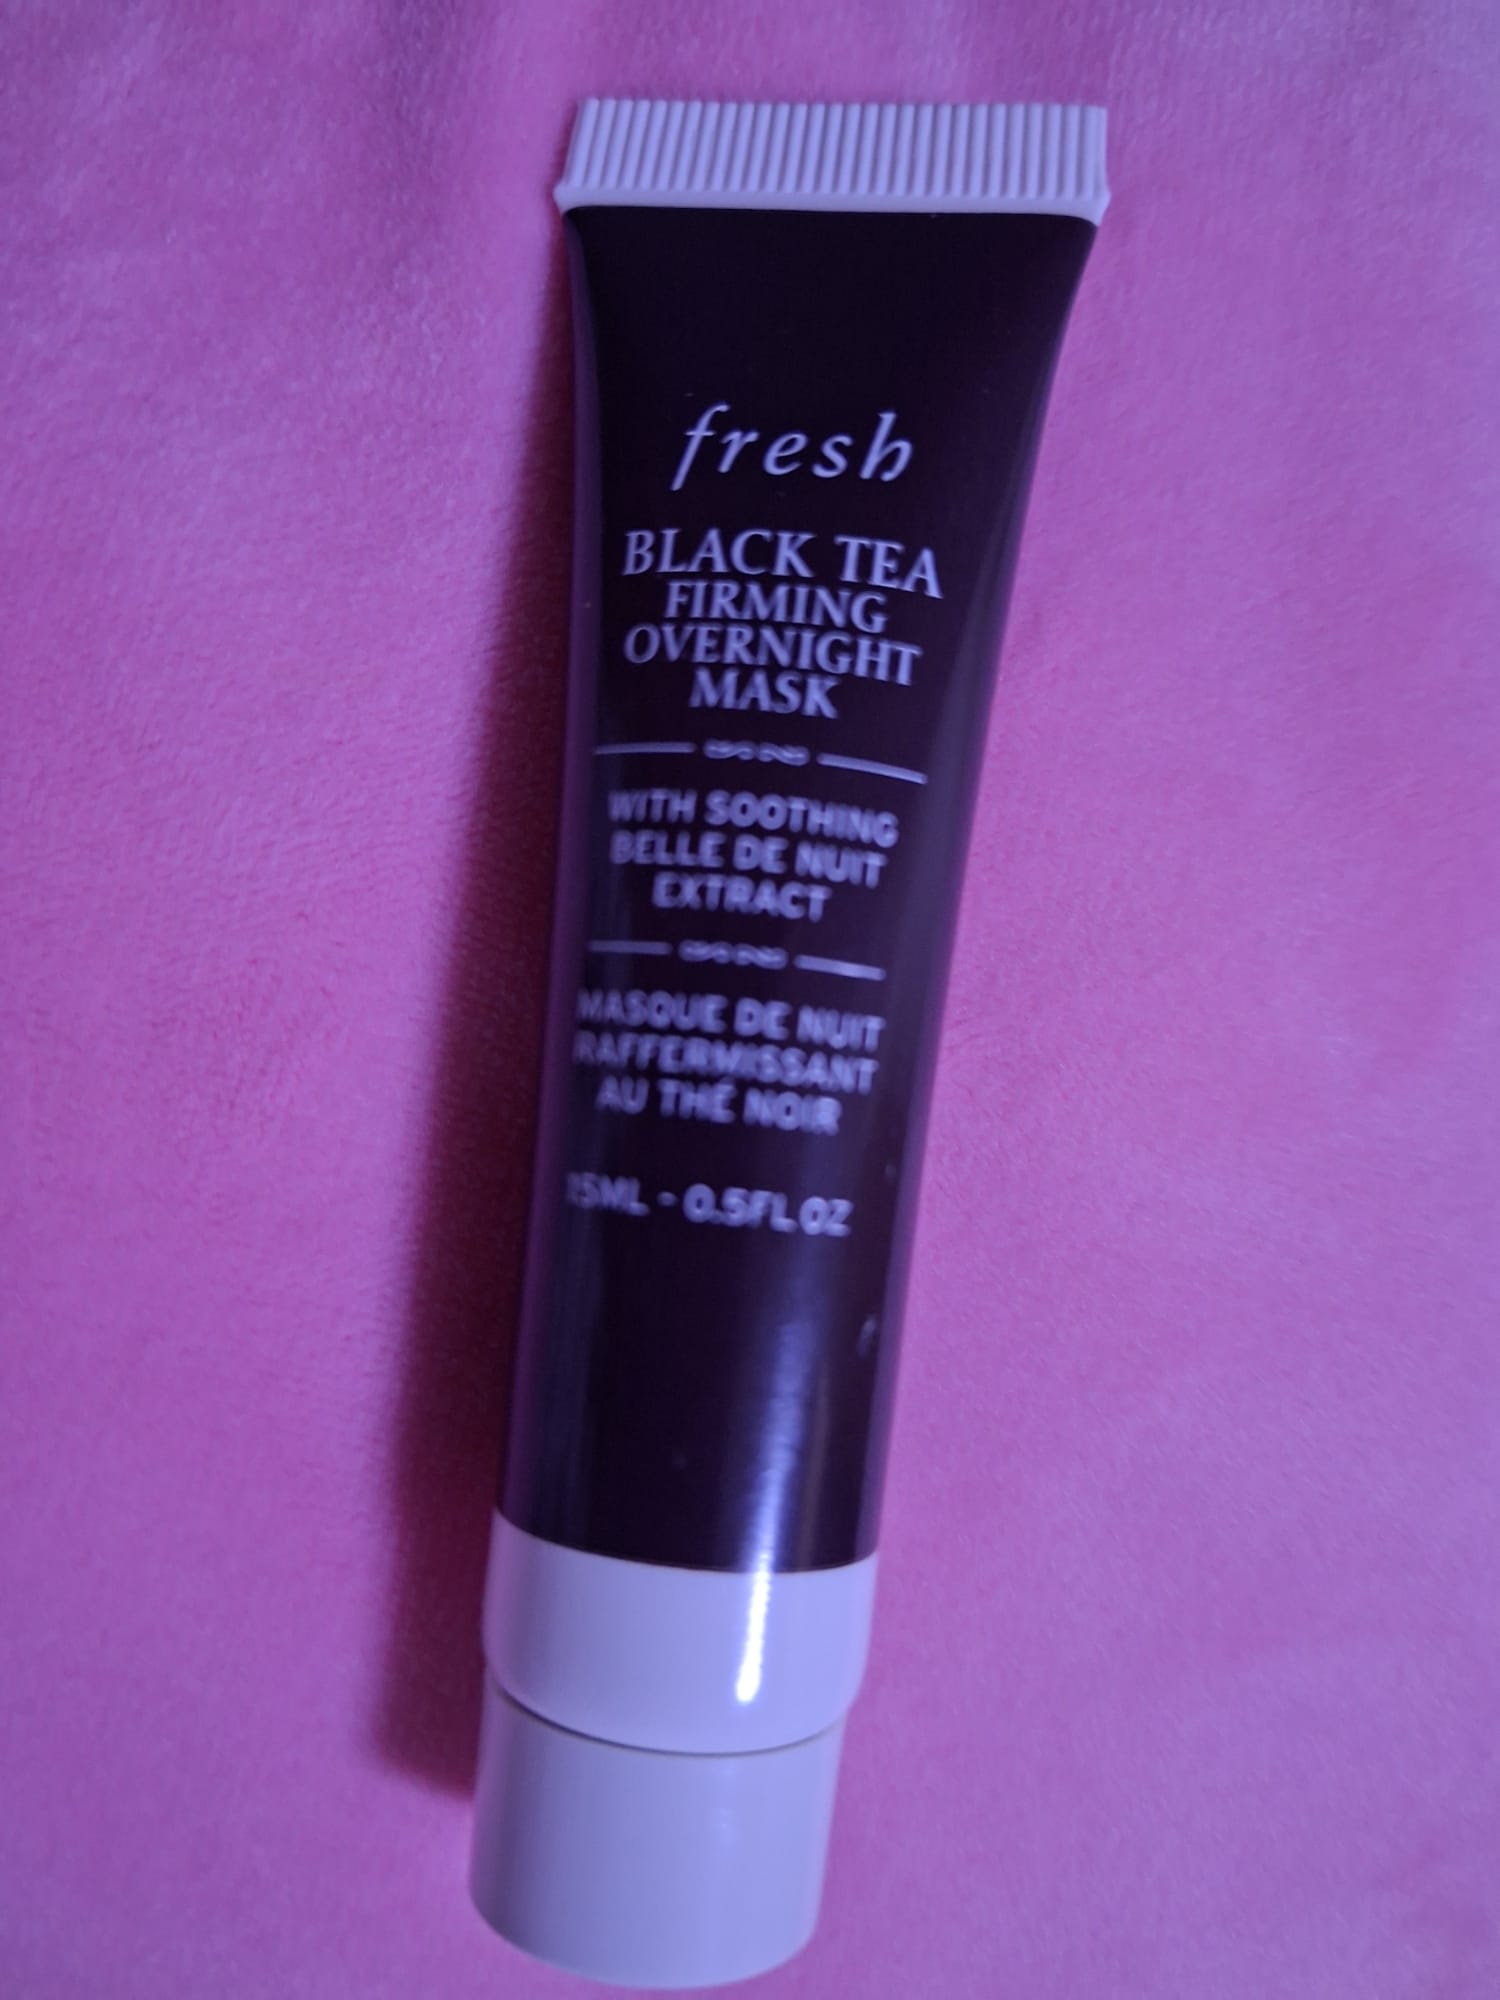 fresh
BLACK TEA
FIRMING
OVERNIGHT
MASK
WITH SOOTHING
BELLE DE NUIT
EXTRACT
MASQUE DE NUIT
RAFFERMISSANT
AU THÉ NOIR
15ML - 0.5FL OZ